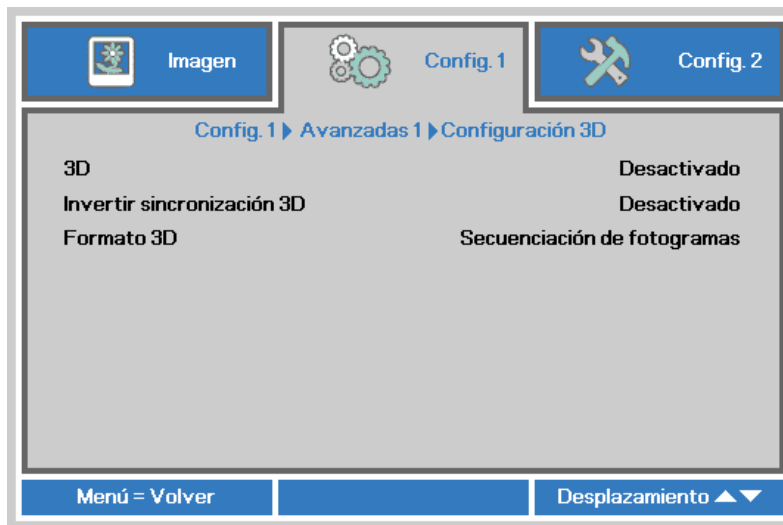 Imagen
Config. 1
Config. 2
Config. 1 ▶ Avanzadas 1 ▶ Configuración 3D
3D Desactivado
Invertir sincronización 3D Desactivado
Formato 3D Secuenciación de fotogramas
Menú = Volver
Desplazamiento ▲▼